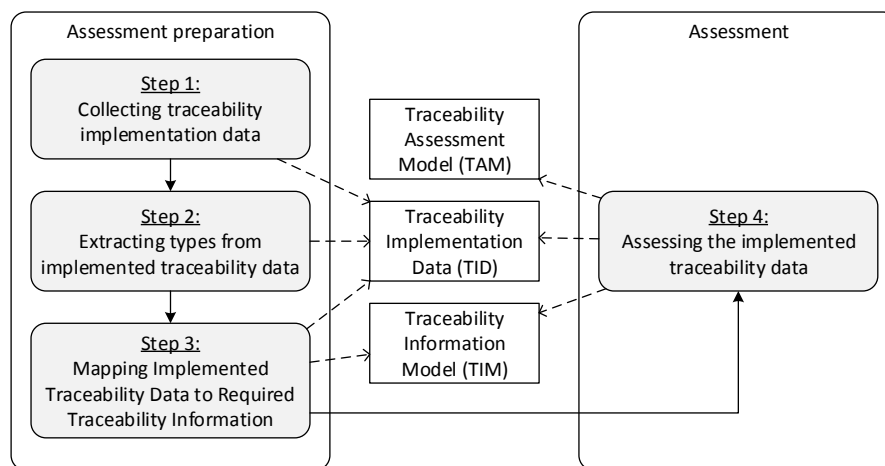 Assessment preparation
Step 1:
Collecting traceability
implementation data
Step 2:
Extracting types from
implemented traceability data
Step 3:
Mapping Implemented
Traceability Data to Required
Traceability Information
Traceability
Assessment
Model (TAM)
Traceability
Implementation
Data (TID)
Traceability
Information
Model (TIM)
Assessment
Step 4:
Assessing the implemented
traceability data